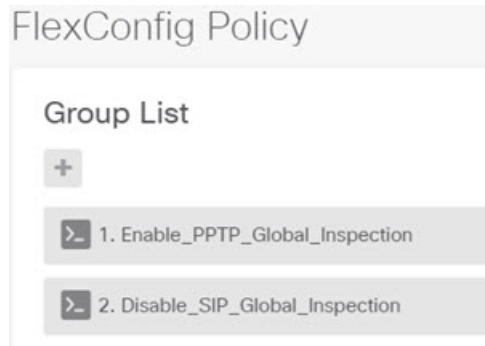 FlexConfig Policy
Group List
+
>_ 1. Enable_PPTP_Global_Inspection
>_ 2. Disable_SIP_Global_Inspection